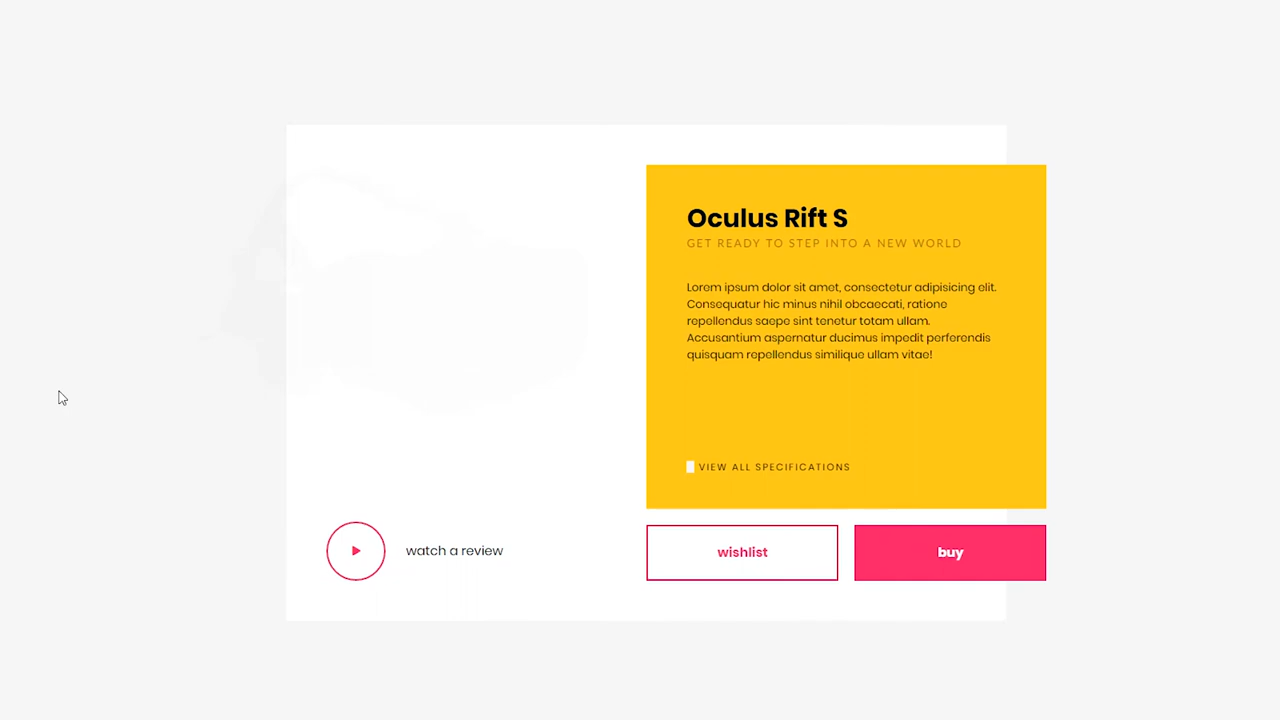 Oculus Rift S
GET READY TO STEP INTO A NEW WORLD
Lorem ipsum dolor sit amet, consectetur adipisicing elit.
Consequatur hic minus nihil obcaecati, ratione
repellendus saepe sint tenetur totam ullam.
Accusantium aspernatur ducimus impedit perferendis
quisquam repellendus similique ullam vitae!
VIEW ALL SPECIFICATIONS
watch a review
wishlist
buy